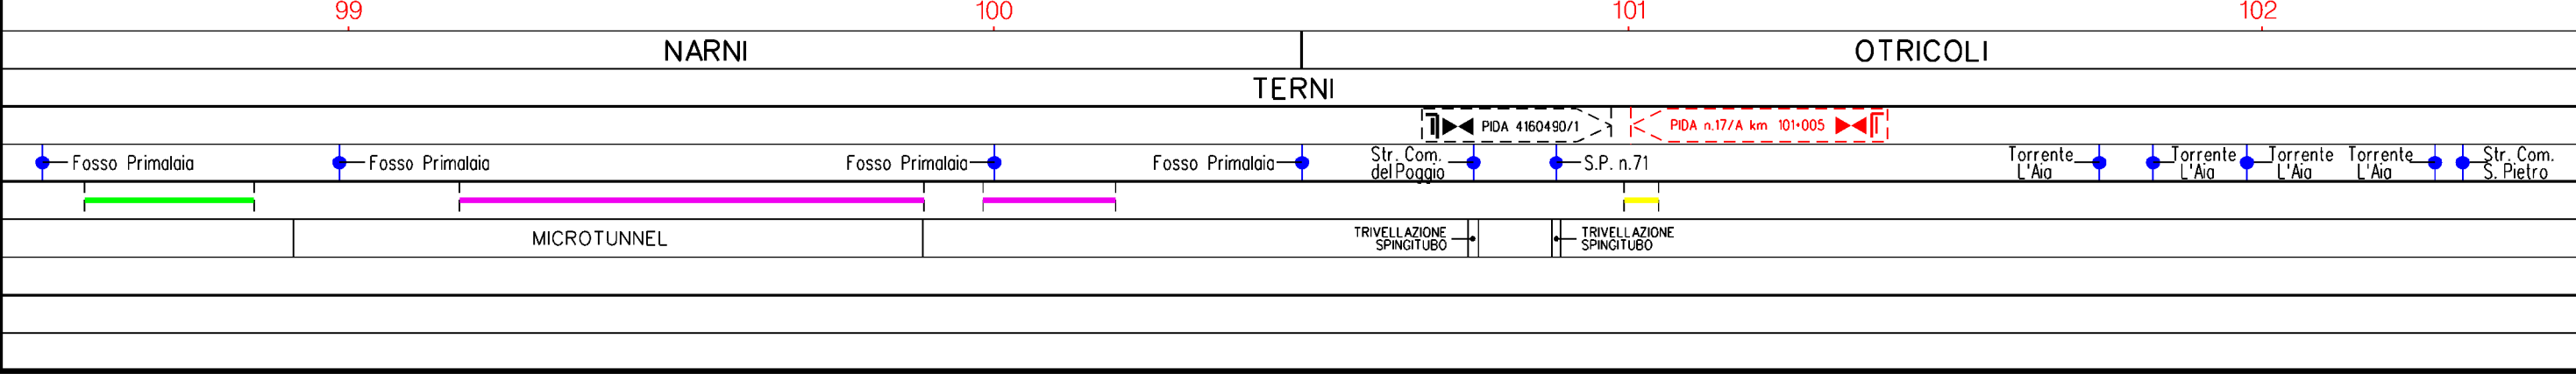 99 100 101 102
NARNI OTRICOLI
TERNI
PIDA 4160490/1 PIDA n.17/A km 101+005
Fosso Primalaia Fosso Primalaia Fosso Primalaia Fosso Primalaia Str. Com. S.P. n.71 Torrente Torrente Torrente Torrente Str. Com.
del Poggio L'Aia L'Aia L'Aia L'Aia S. Pietro
MICROTUNNEL TRIVELLAZIONE TRIVELLAZIONE
SPINGITUBO SPINGITUBO